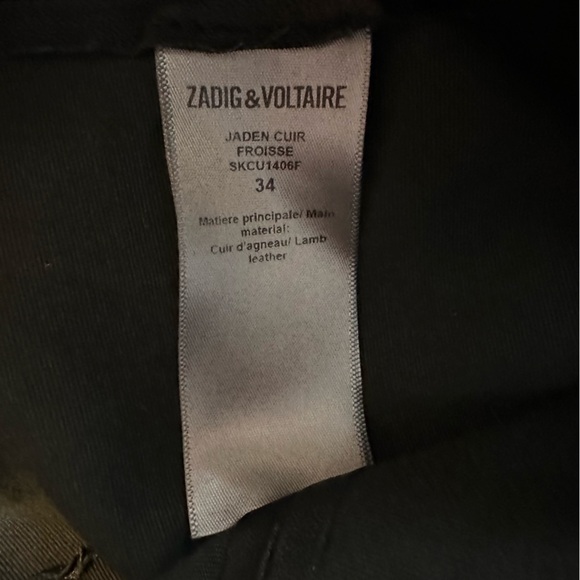 ZADIG&VOLTAIRE
JADEN CUIR
FROISSE
SKCU1406F
34
Matiere principale/ Main
material:
Cuir d'agneau/ Lamb
leather